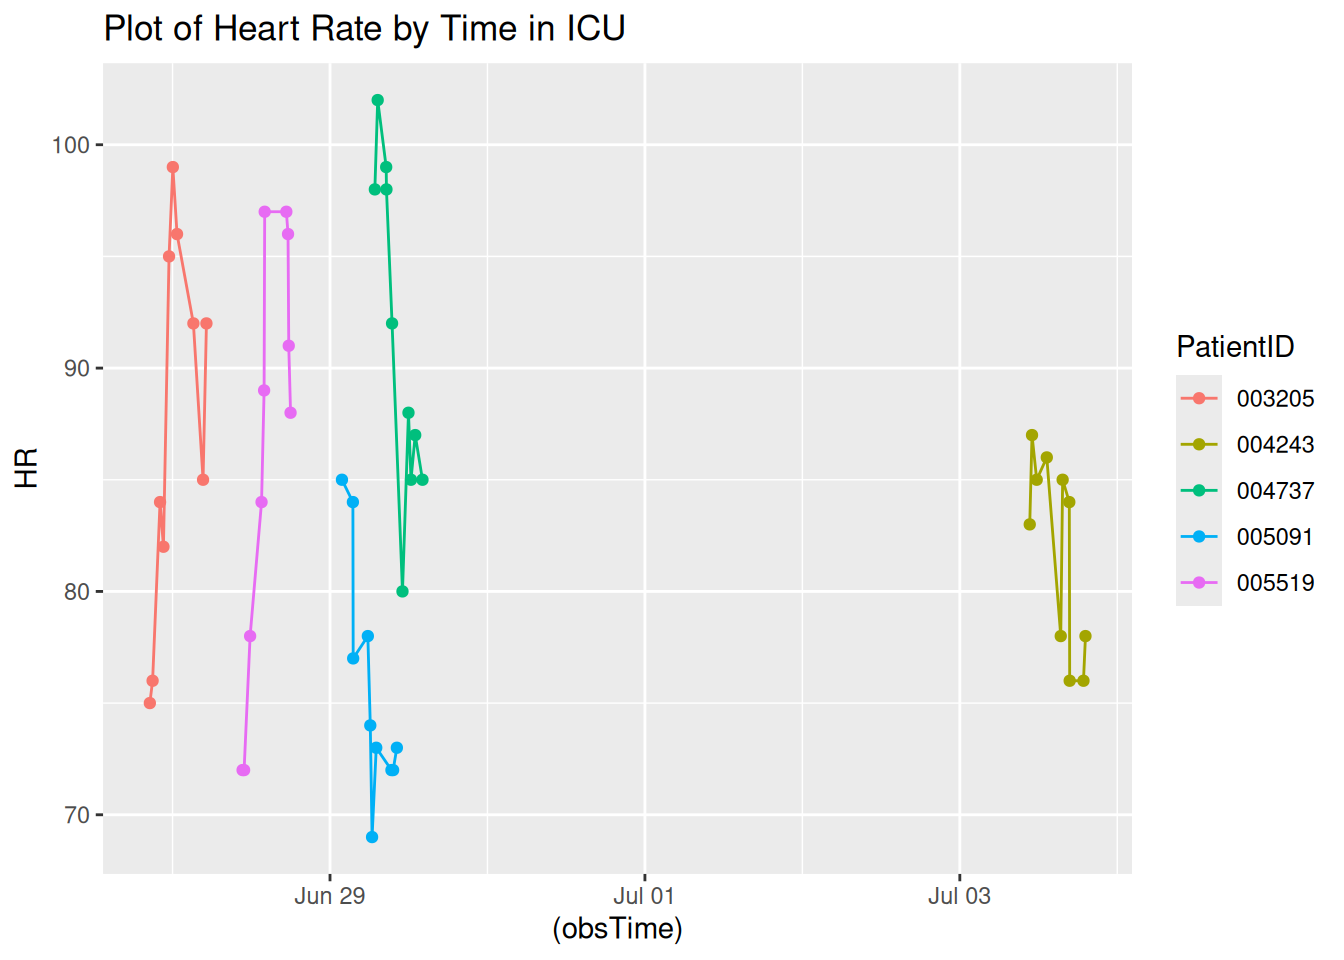 Plot of Heart Rate by Time in ICU
100
90
80
70
HR
Jun 29
Jul 01
Jul 03
(obsTime)
PatientID
003205
004243
004737
005091
005519